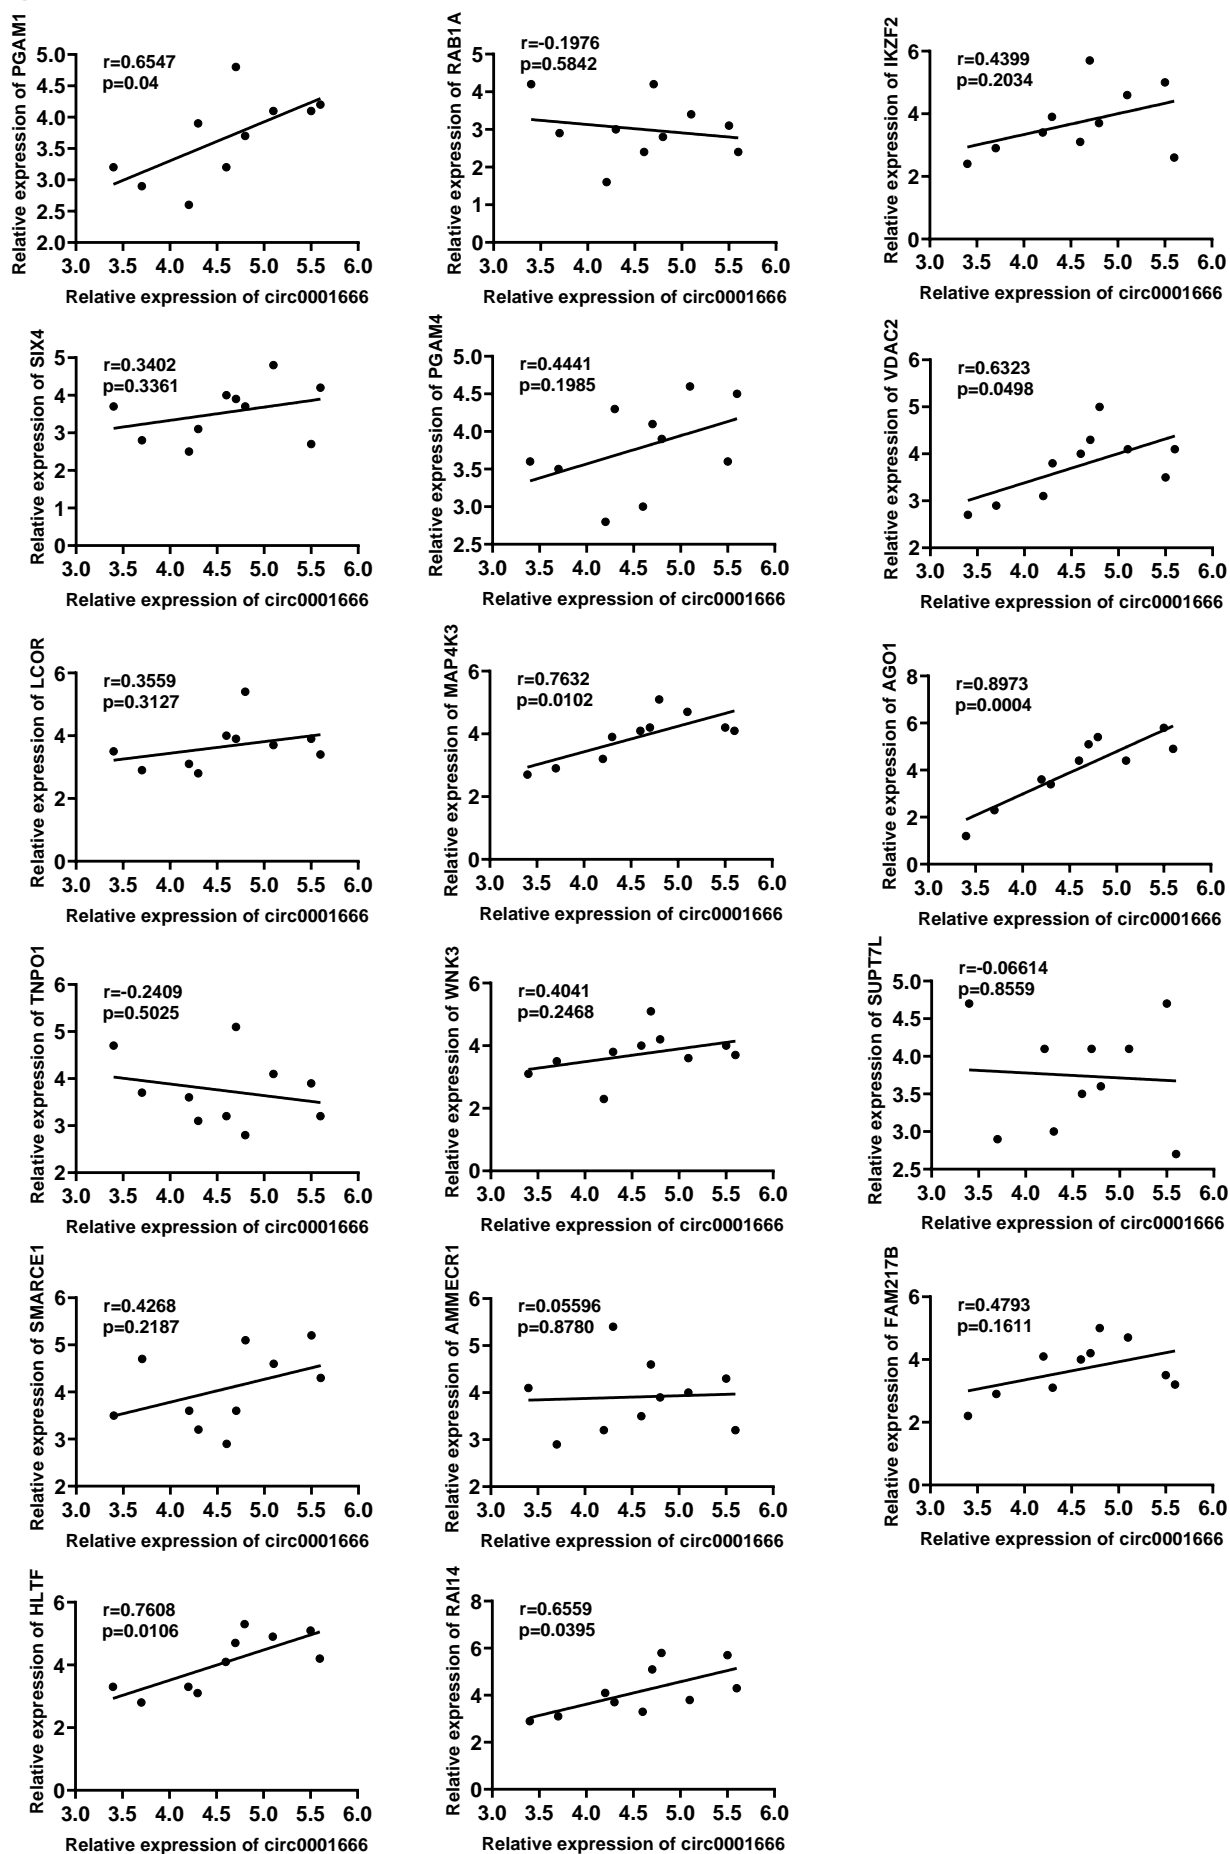 Relative expression of PGAM1
r=0.6547
p=0.04
5.0
4.5
4.0
3.5
3.0
2.5
2.0
3.0 3.5 4.0 4.5 5.0 5.5 6.0
Relative expression of circ0001666
Relative expression of RAB1A
r=-0.1976
p=0.5842
5
4
3
2
1
0
3.0 3.5 4.0 4.5 5.0 5.5 6.0
Relative expression of circ0001666
Relative expression of IKZF2
r=0.4399
p=0.2034
6
4
2
0
3.0 3.5 4.0 4.5 5.0 5.5 6.0
Relative expression of circ0001666
Relative expression of SIX4
r=0.3402
p=0.3361
5
4
3
2
1
0
3.0 3.5 4.0 4.5 5.0 5.5 6.0
Relative expression of circ0001666
Relative expression of PGAM4
r=0.4441
p=0.1985
5.0
4.5
4.0
3.5
3.0
2.5
3.0 3.5 4.0 4.5 5.0 5.5 6.0
Relative expression of circ0001666
Relative expression of VDAC2
r=0.6323
p=0.0498
6
5
4
3
2
3.0 3.5 4.0 4.5 5.0 5.5 6.0
Relative expression of circ0001666
Relative expression of LCOR
r=0.3559
p=0.3127
6
4
2
0
3.0 3.5 4.0 4.5 5.0 5.5 6.0
Relative expression of circ0001666
Relative expression of MAP4K3
r=0.7632
p=0.0102
6
4
2
0
3.0 3.5 4.0 4.5 5.0 5.5 6.0
Relative expression of circ0001666
Relative expression of AGO1
r=0.8973
p=0.0004
8
6
4
2
0
3.0 3.5 4.0 4.5 5.0 5.5 6.0
Relative expression of circ0001666
Relative expression of TNPO1
r=-0.2409
p=0.5025
6
5
4
3
2
3.0 3.5 4.0 4.5 5.0 5.5 6.0
Relative expression of circ0001666
Relative expression of WNK3
r=0.4041
p=0.2468
6
4
2
0
3.0 3.5 4.0 4.5 5.0 5.5 6.0
Relative expression of circ0001666
Relative expression of SUPT7L
r=-0.06614
p=0.8559
5.0
4.5
4.0
3.5
3.0
2.5
3.0 3.5 4.0 4.5 5.0 5.5 6.0
Relative expression of circ0001666
Relative expression of SMARCE1
r=0.4268
p=0.2187
6
5
4
3
2
3.0 3.5 4.0 4.5 5.0 5.5 6.0
Relative expression of circ0001666
Relative expression of AMMECR1
r=0.05596
p=0.8780
6
5
4
3
2
3.0 3.5 4.0 4.5 5.0 5.5 6.0
Relative expression of circ0001666
Relative expression of FAM217B
r=0.4793
p=0.1611
6
4
2
0
3.0 3.5 4.0 4.5 5.0 5.5 6.0
Relative expression of circ0001666
Relative expression of HLTF
r=0.7608
p=0.0106
6
4
2
0
3.0 3.5 4.0 4.5 5.0 5.5 6.0
Relative expression of circ0001666
Relative expression of RAI14
r=0.6559
p=0.0395
8
6
4
2
0
3.0 3.5 4.0 4.5 5.0 5.5 6.0
Relative expression of circ0001666